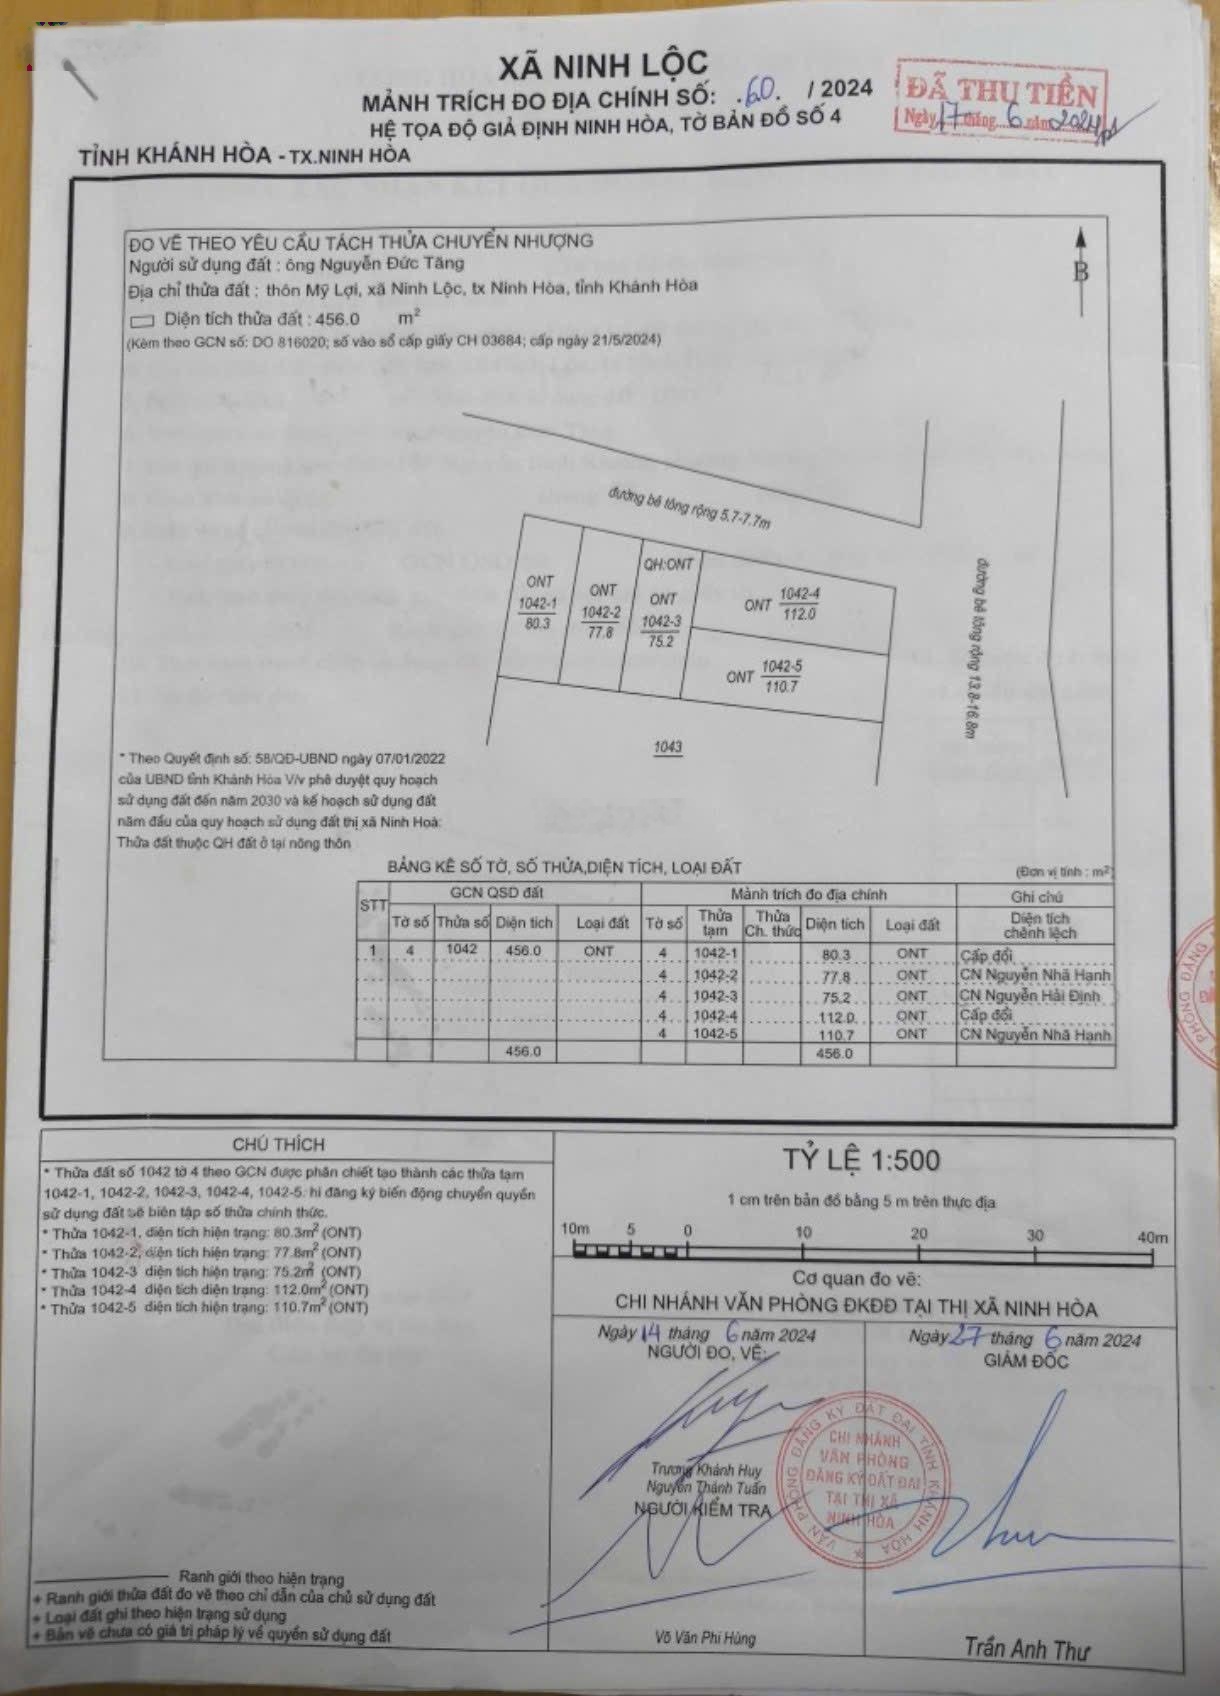 XÃ NINH LỘC
MẢNH TRÍCH ĐO ĐỊA CHÍNH SỐ: .60. / 2024
HỆ TỌA ĐỘ GIẢ ĐỊNH NINH HÒA, TỜ BẢN ĐỒ SỐ 4
ĐÃ THU TIỀN
Ngày 17 tháng 6 năm 2024
TỈNH KHÁNH HÒA - TX.NINH HÒA
ĐO VẼ THEO YÊU CẦU TÁCH THỬA CHUYỂN NHƯỢNG
Người sử dụng đất : ông Nguyễn Đức Tăng
Địa chỉ thửa đất : thôn Mỹ Lợi, xã Ninh Lộc, tx Ninh Hòa, tỉnh Khánh Hòa
Diện tích thửa đất : 456.0 m²
(Kèm theo GCN số: DO 816020; số vào sổ cấp giấy CH 03684; cấp ngày 21/5/2024)
B
đường bê tông rộng 5.7-7.7m
đường bê tông rộng 13.8-16.8m
ONT 1042-1 80.3
ONT 1042-2 77.8
QH:ONT
ONT 1042-3 75.2
ONT 1042-4 112.0
ONT 1042-5 110.7
1043
* Theo Quyết định số: 58/QĐ-UBND ngày 07/01/2022
của UBND tỉnh Khánh Hòa V/v phê duyệt quy hoạch
sử dụng đất đến năm 2030 và kế hoạch sử dụng đất
năm đầu của quy hoạch sử dụng đất thị xã Ninh Hoà:
Thửa đất thuộc QH đất ở tại nông thôn
BẢNG KÊ SỐ TỜ, SỐ THỬA,DIỆN TÍCH, LOẠI ĐẤT
(Đơn vị tính : m²)
STT GCN QSD đất Mảnh trích đo địa chính Ghi chú
Tờ số Thửa số Diện tích Loại đất Tờ số Thửa tạm Thửa Ch. thức Diện tích Loại đất Diện tích chênh lệch
1 4 1042 456.0 ONT 4 1042-1 80.3 ONT Cấp đổi
4 1042-2 77.8 ONT CN Nguyễn Nhã Hạnh
4 1042-3 75.2 ONT CN Nguyễn Hải Định
4 1042-4 112.0 ONT Cấp đổi
4 1042-5 110.7 ONT CN Nguyễn Nhã Hạnh
456.0 456.0
CHÚ THÍCH
* Thửa đất số 1042 tờ 4 theo GCN được phân chiết tạo thành các thửa tạm
1042-1, 1042-2, 1042-3, 1042-4, 1042-5. hi đăng ký biến động chuyển quyền
sử dụng đất sẽ biên tập số thửa chính thức.
* Thửa 1042-1, diện tích hiện trạng: 80.3m² (ONT)
* Thửa 1042-2, diện tích hiện trạng: 77.8m² (ONT)
* Thửa 1042-3 diện tích hiện trạng: 75.2m² (ONT)
* Thửa 1042-4 diện tích diện trạng: 112.0m² (ONT)
* Thửa 1042-5 diện tích hiện trạng: 110.7m² (ONT)
Ranh giới theo hiện trạng
+ Ranh giới thửa đất đo vẽ theo chỉ dẫn của chủ sử dụng đất
+ Loại đất ghi theo hiện trạng sử dụng
+ Bản vẽ chưa có giá trị pháp lý về quyền sử dụng đất
TỶ LỆ 1:500
1 cm trên bản đồ bằng 5 m trên thực địa
10m 5 0 10 20 30 40m
Cơ quan đo vẽ:
CHI NHÁNH VĂN PHÒNG ĐKĐĐ TẠI THỊ XÃ NINH HÒA
Ngày 14 tháng 6 năm 2024
NGƯỜI ĐO, VẼ:
Trương Khánh Huy
Nguyễn Thành Tuấn
NGƯỜI KIỂM TRA
Võ Văn Phi Hùng
Ngày 27 tháng 6 năm 2024
GIÁM ĐỐC
VĂN PHÒNG ĐĂNG KÝ ĐẤT ĐAI TỈNH KHÁNH HÒA
CHI NHÁNH
VĂN PHÒNG
ĐĂNG KÝ ĐẤT ĐAI
TẠI THỊ XÃ
NINH HÒA
Trần Anh Thư